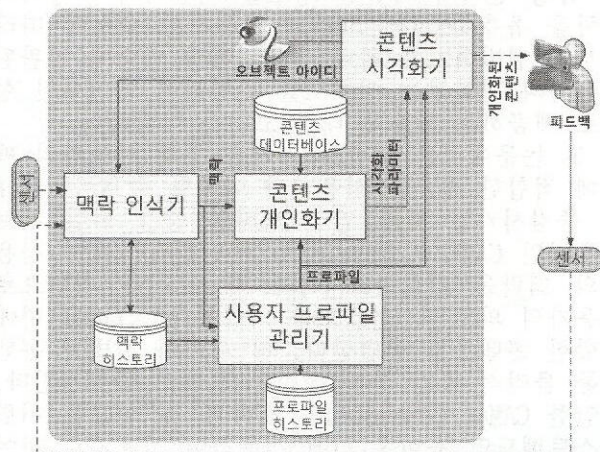 콘텐츠
시각화기
오브젝트 아이디
개인화된
콘텐츠
피드백
콘텐츠
데이터베이스
센서
맥락 인식기
맥락
콘텐츠
개인화기
시각화
파라미터
센서
프로파일
사용자 프로파일
관리기
맥락
히스토리
프로파일
히스토리